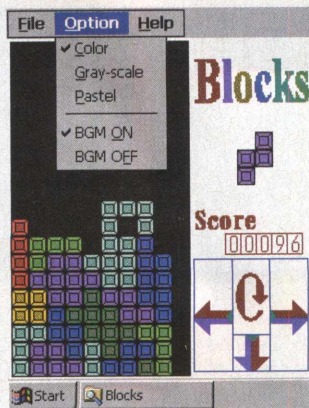 File Option Help
✔ Color
Gray-scale
Pastel
✔ BGM ON
BGM OFF
Blocks
Score
00096
Start Blocks